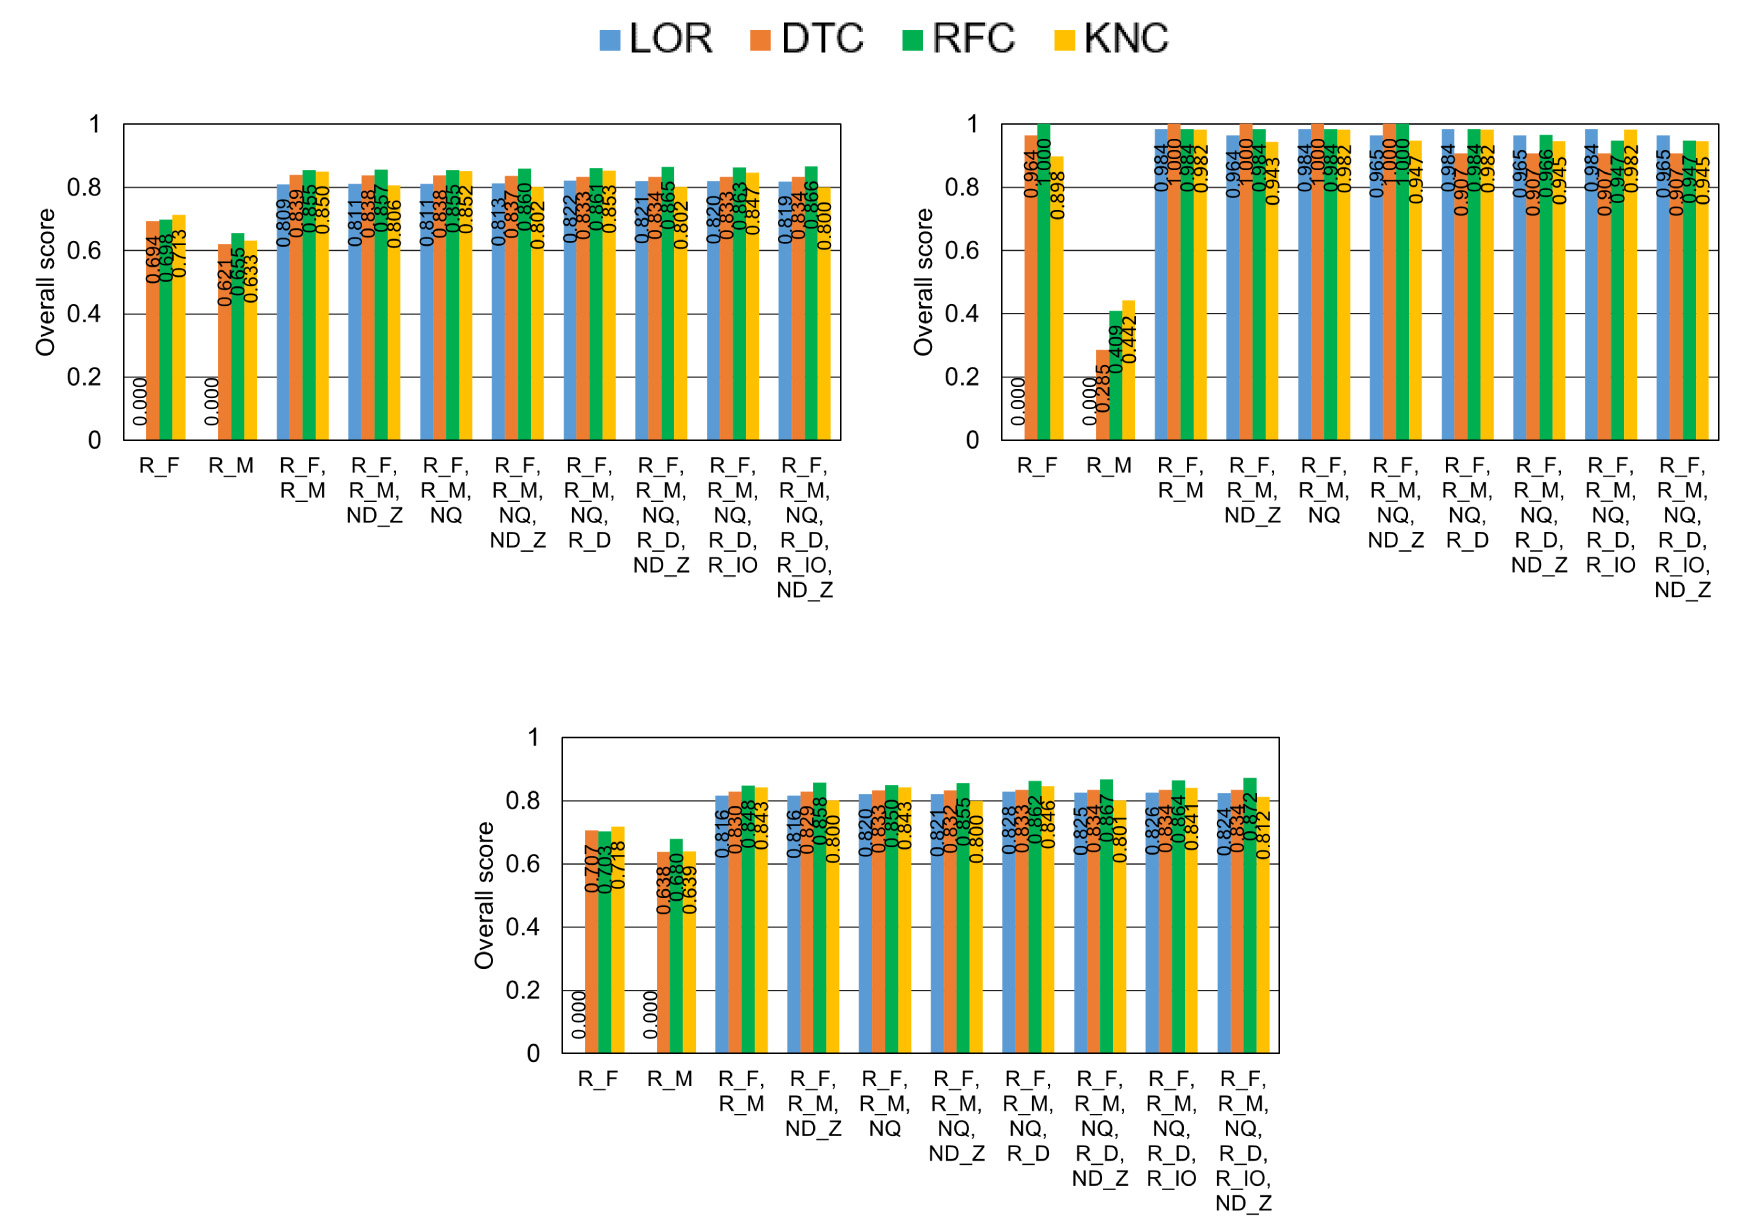 LOR DTC RFC KNC
Overall score
1
0.8
0.6
0.4
0.2
0
0.000 0.694 0.698 0.713
0.000 0.621 0.655 0.633
0.809 0.839 0.855 0.850
0.811 0.838 0.857 0.806
0.811 0.838 0.855 0.852
0.813 0.837 0.860 0.802
0.822 0.833 0.861 0.853
0.821 0.834 0.865 0.802
0.820 0.833 0.863 0.847
0.819 0.834 0.866 0.800
R_F
R_M
R_F,
R_M
R_F,
R_M,
ND_Z
R_F,
R_M,
NQ
R_F,
R_M,
NQ,
ND_Z
R_F,
R_M,
NQ,
R_D
R_F,
R_M,
NQ,
R_D,
ND_Z
R_F,
R_M,
NQ,
R_D,
R_IO
R_F,
R_M,
NQ,
R_D,
R_IO,
ND_Z
Overall score
1
0.8
0.6
0.4
0.2
0
0.000 0.964 1.000 0.898
0.000 0.285 0.409 0.442
0.984 1.000 0.984 0.982
0.964 1.000 0.984 0.943
0.984 1.000 0.984 0.982
0.965 1.000 1.000 0.947
0.984 0.907 0.984 0.982
0.965 0.907 0.966 0.945
0.984 0.907 0.947 0.982
0.965 0.907 0.947 0.945
R_F
R_M
R_F,
R_M
R_F,
R_M,
ND_Z
R_F,
R_M,
NQ
R_F,
R_M,
NQ,
ND_Z
R_F,
R_M,
NQ,
R_D
R_F,
R_M,
NQ,
R_D,
ND_Z
R_F,
R_M,
NQ,
R_D,
R_IO
R_F,
R_M,
NQ,
R_D,
R_IO,
ND_Z
Overall score
1
0.8
0.6
0.4
0.2
0
0.000 0.707 0.703 0.718
0.000 0.638 0.680 0.639
0.816 0.830 0.848 0.843
0.816 0.829 0.858 0.800
0.820 0.833 0.850 0.843
0.821 0.832 0.855 0.800
0.828 0.833 0.862 0.846
0.825 0.834 0.867 0.801
0.826 0.834 0.864 0.841
0.824 0.834 0.872 0.812
R_F
R_M
R_F,
R_M
R_F,
R_M,
ND_Z
R_F,
R_M,
NQ
R_F,
R_M,
NQ,
ND_Z
R_F,
R_M,
NQ,
R_D
R_F,
R_M,
NQ,
R_D,
ND_Z
R_F,
R_M,
NQ,
R_D,
R_IO
R_F,
R_M,
NQ,
R_D,
R_IO,
ND_Z